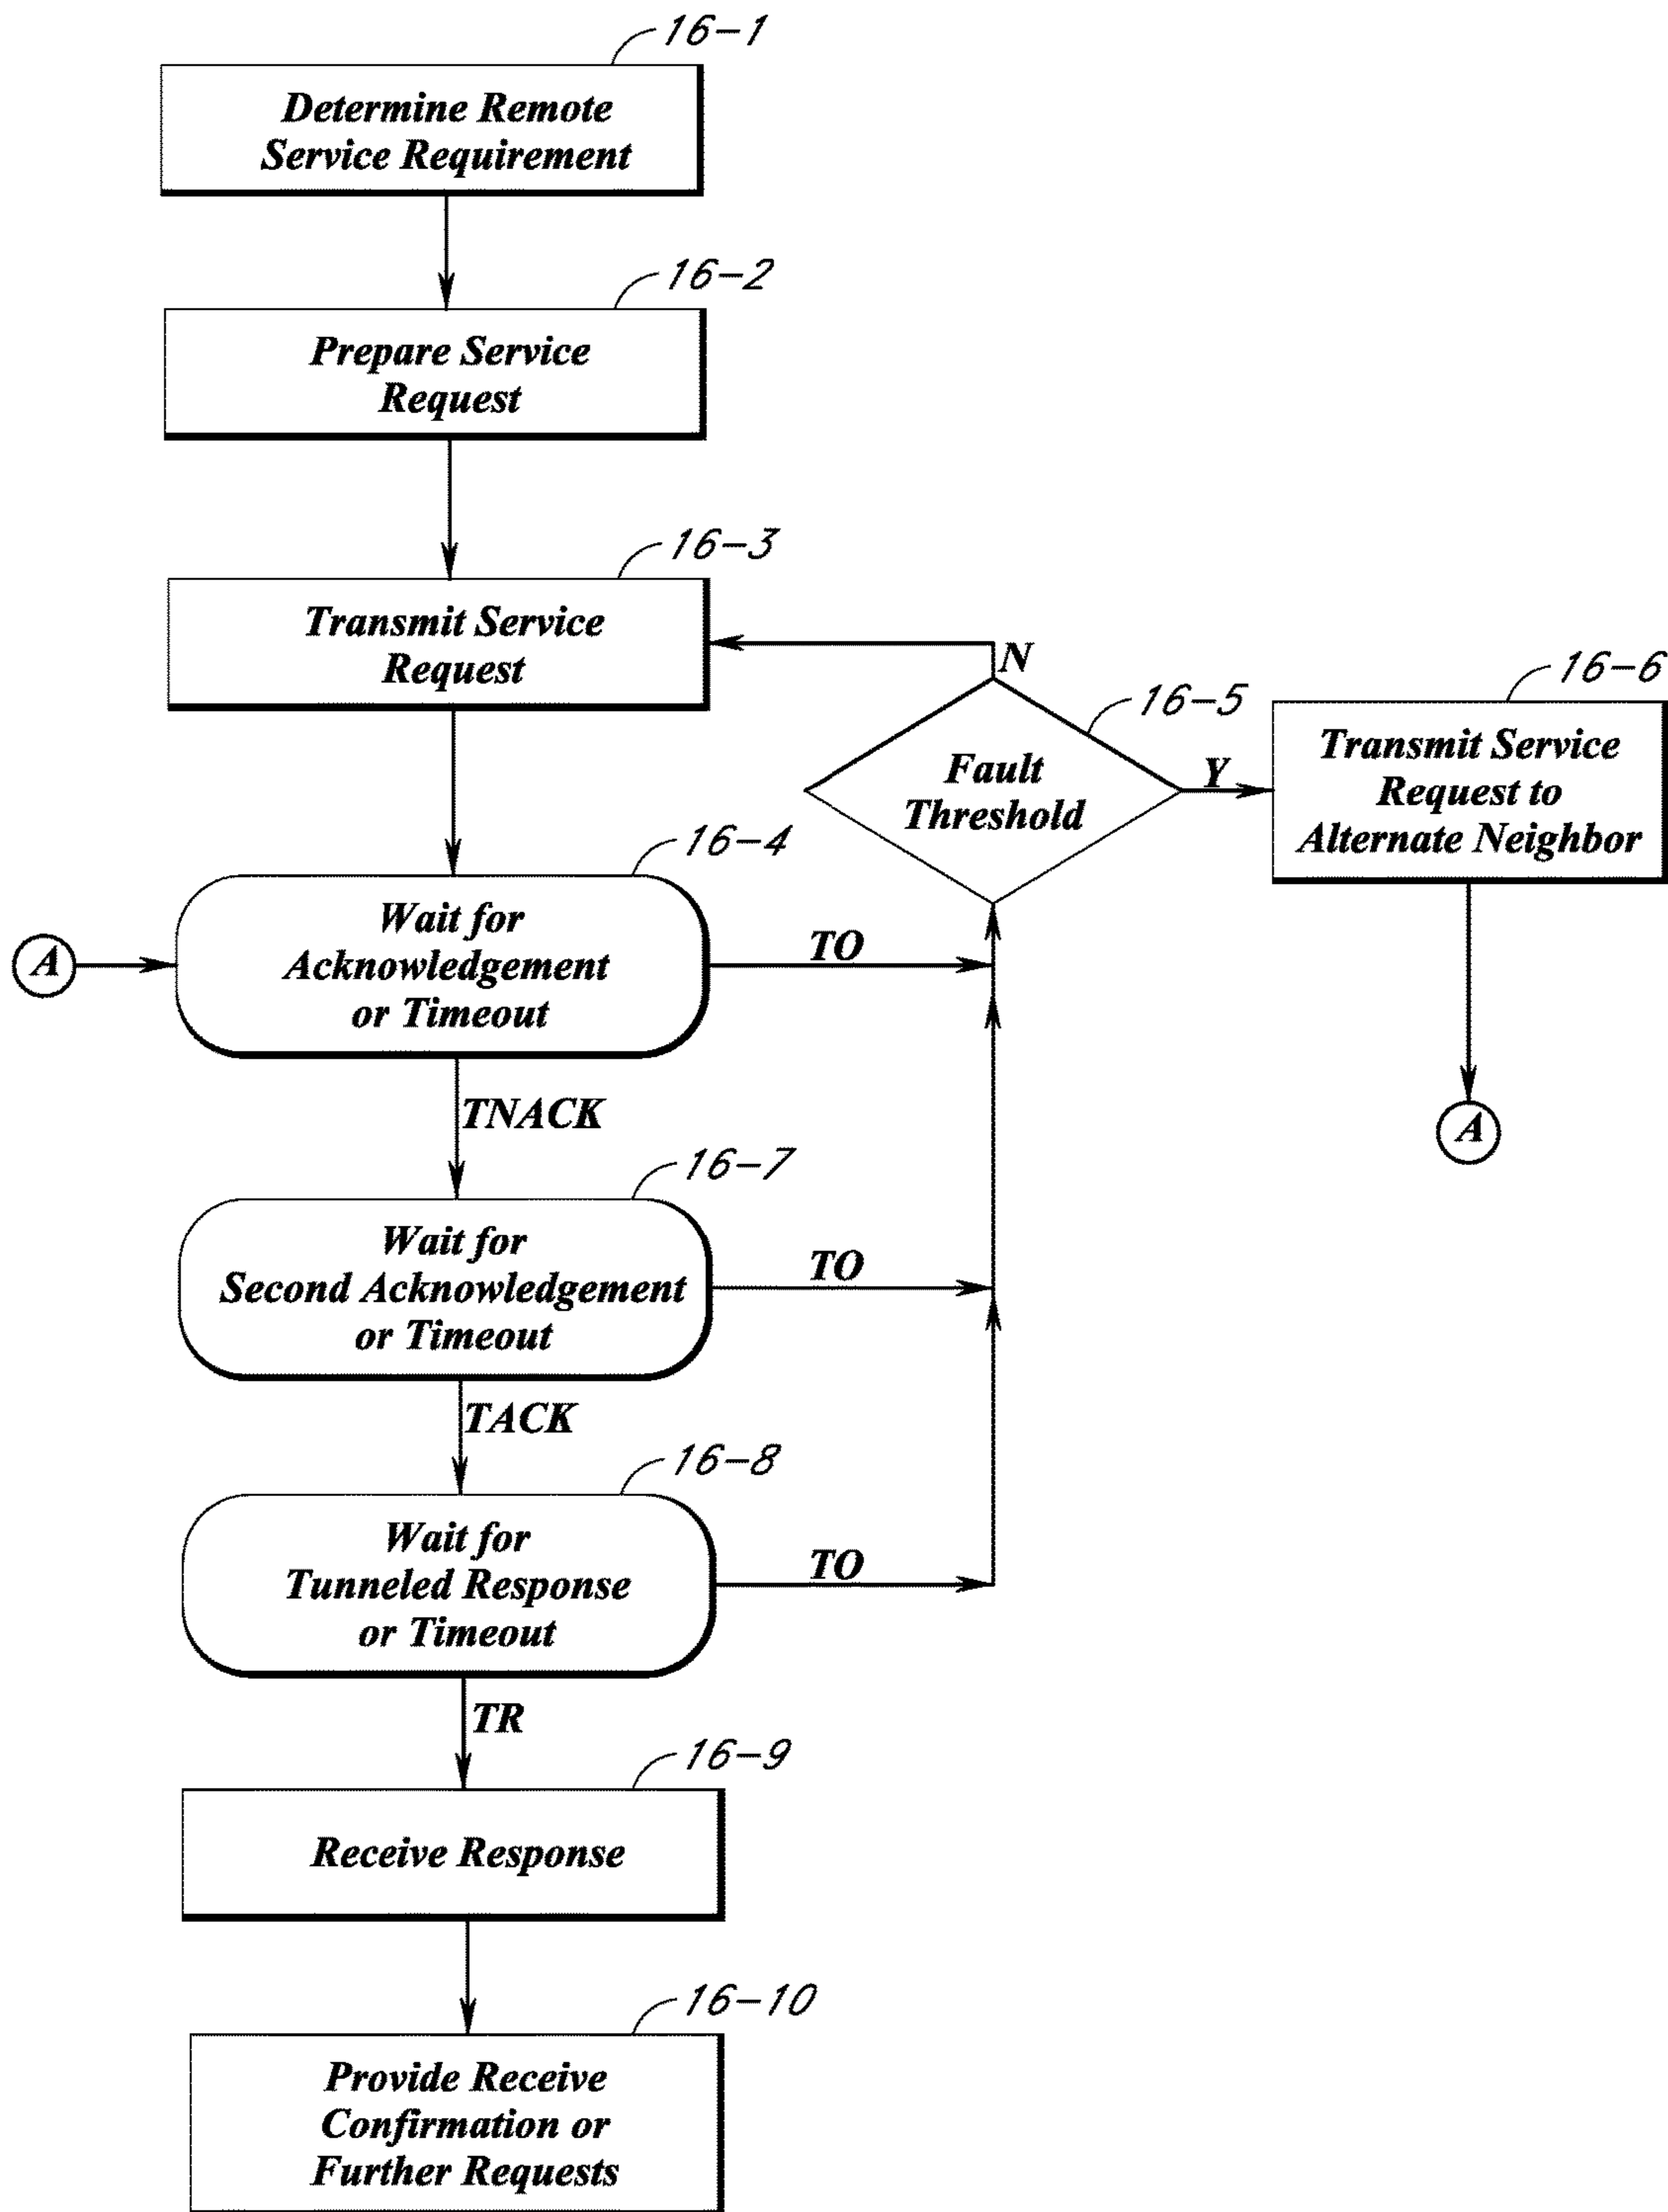 16-1
Determine Remote
Service Requirement
16-2
Prepare Service
Request
16-3
Transmit Service
Request
N
16-5
Fault
Threshold
Y
16-6
Transmit Service
Request to
Alternate Neighbor
A
16-4
A
Wait for
Acknowledgement
or Timeout
TO
TNACK
16-7
Wait for
Second Acknowledgement
or Timeout
TO
TACK
16-8
Wait for
Tunneled Response
or Timeout
TO
TR
16-9
Receive Response
16-10
Provide Receive
Confirmation or
Further Requests